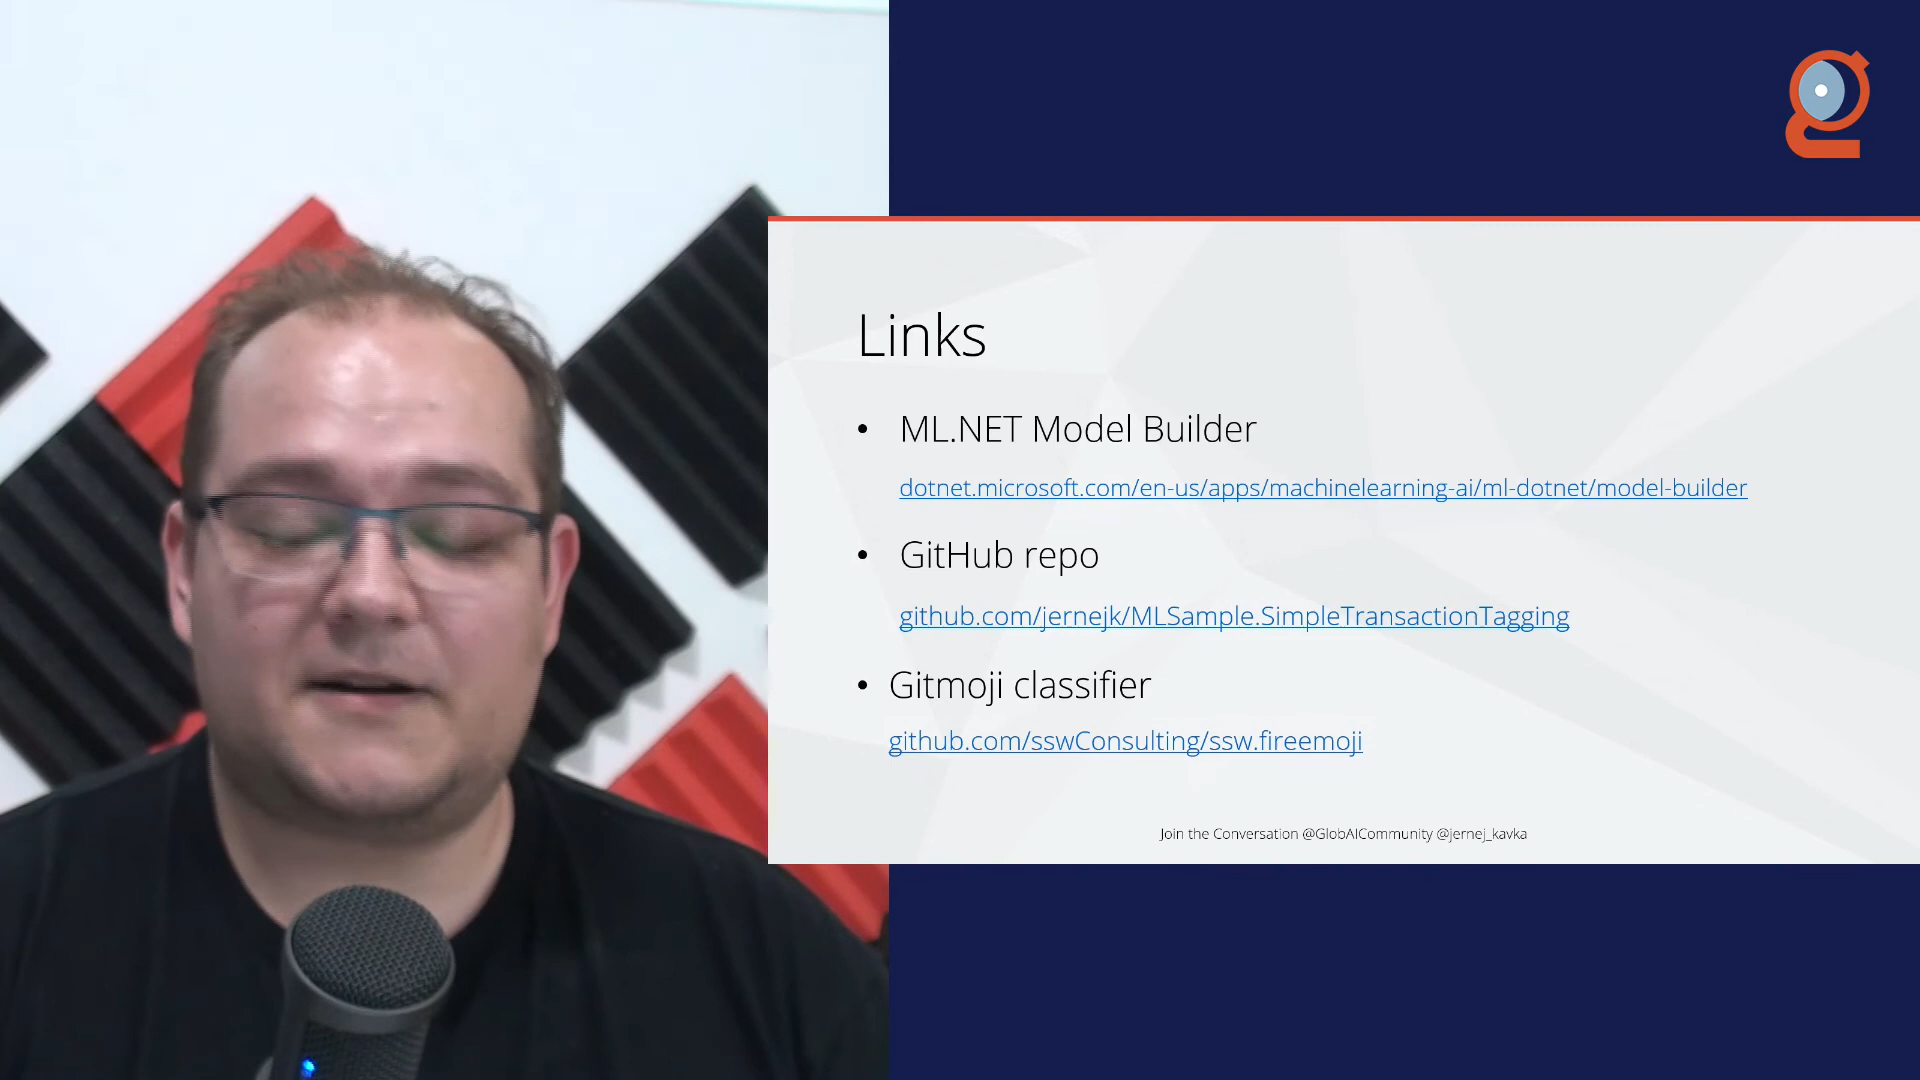 Links
• ML.NET Model Builder
dotnet.microsoft.com/en-us/apps/machinelearning-ai/ml-dotnet/model-builder
• GitHub repo
github.com/jernejk/MLSample.SimpleTransactionTagging
• Gitmoji classifier
github.com/sswConsulting/ssw.fireemoji
Join the Conversation @GlobAICommunity @jernej_kavka